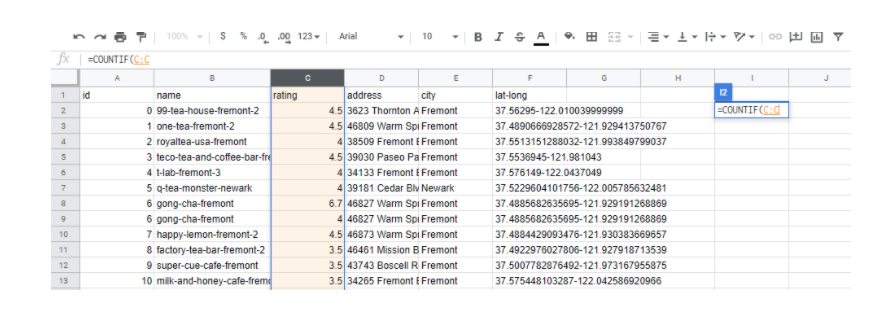 100% $ % .0 .00 123 Arial 10 B I S A
fx =COUNTIF(C:C
A B C D E F G H I J
1 id name rating address city lat-long I2
2 0 99-tea-house-fremont-2 4.5 3623 Thornton A Fremont 37.56295-122.010039999999 =COUNTIF(C:C
3 1 one-tea-fremont-2 4.5 46809 Warm Spi Fremont 37.4890666928572-121.929413750767
4 2 royaltea-usa-fremont 4 38509 Fremont E Fremont 37.5513151288032-121.993849799037
5 3 teco-tea-and-coffee-bar-fre 4.5 39030 Paseo Pa Fremont 37.5536945-121.981043
6 4 t-lab-fremont-3 4 34133 Fremont E Fremont 37.576149-122.0437049
7 5 q-tea-monster-newark 4 39181 Cedar Blv Newark 37.5229604101756-122.005785632481
8 6 gong-cha-fremont 6.7 46827 Warm Spi Fremont 37.4885682635695-121.929191268869
9 6 gong-cha-fremont 4 46827 Warm Spi Fremont 37.4885682635695-121.929191268869
10 7 happy-lemon-fremont-2 4.5 46873 Warm Spi Fremont 37.4884429093476-121.930383669657
11 8 factory-tea-bar-fremont-2 3.5 46461 Mission B Fremont 37.4922976027806-121.927918713539
12 9 super-cue-cafe-fremont 3.5 43743 Boscell R Fremont 37.5007782876492-121.973167955875
13 10 milk-and-honey-cafe-fremo 3.5 34265 Fremont E Fremont 37.575448103287-122.042586920966